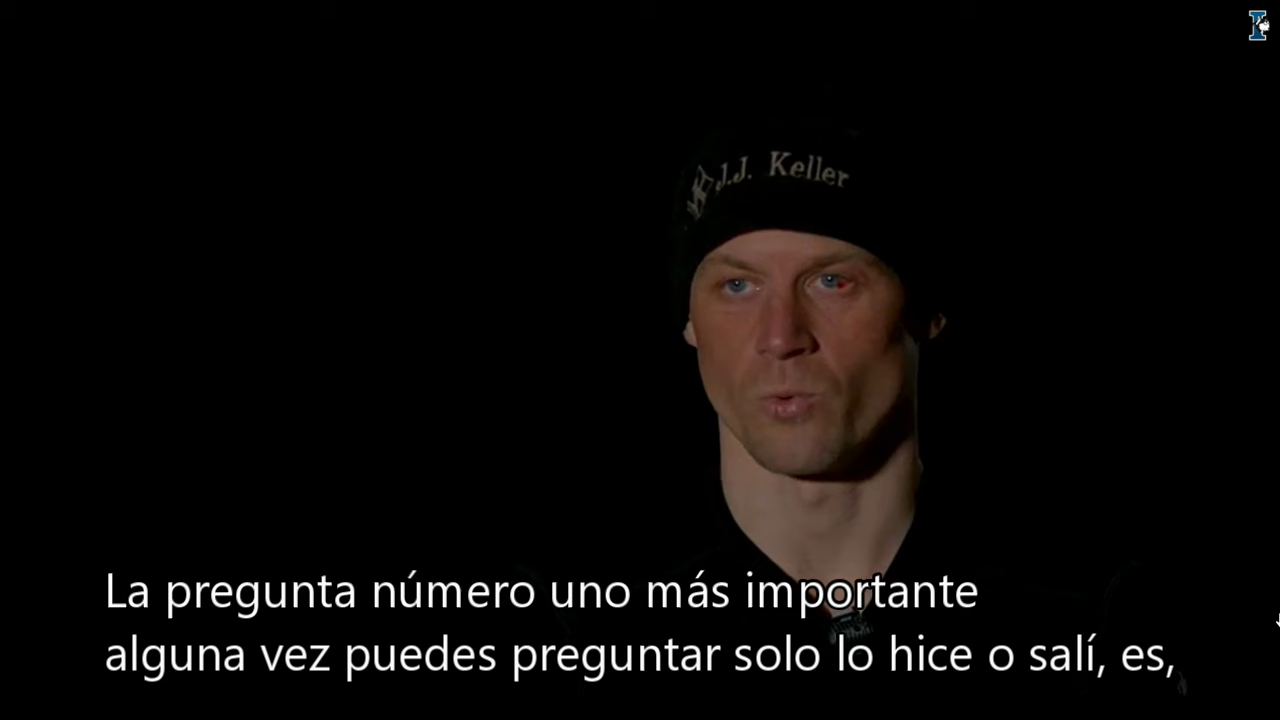 J.J. Keller
La pregunta número uno más importante
alguna vez puedes preguntar solo lo hice o salí, es,